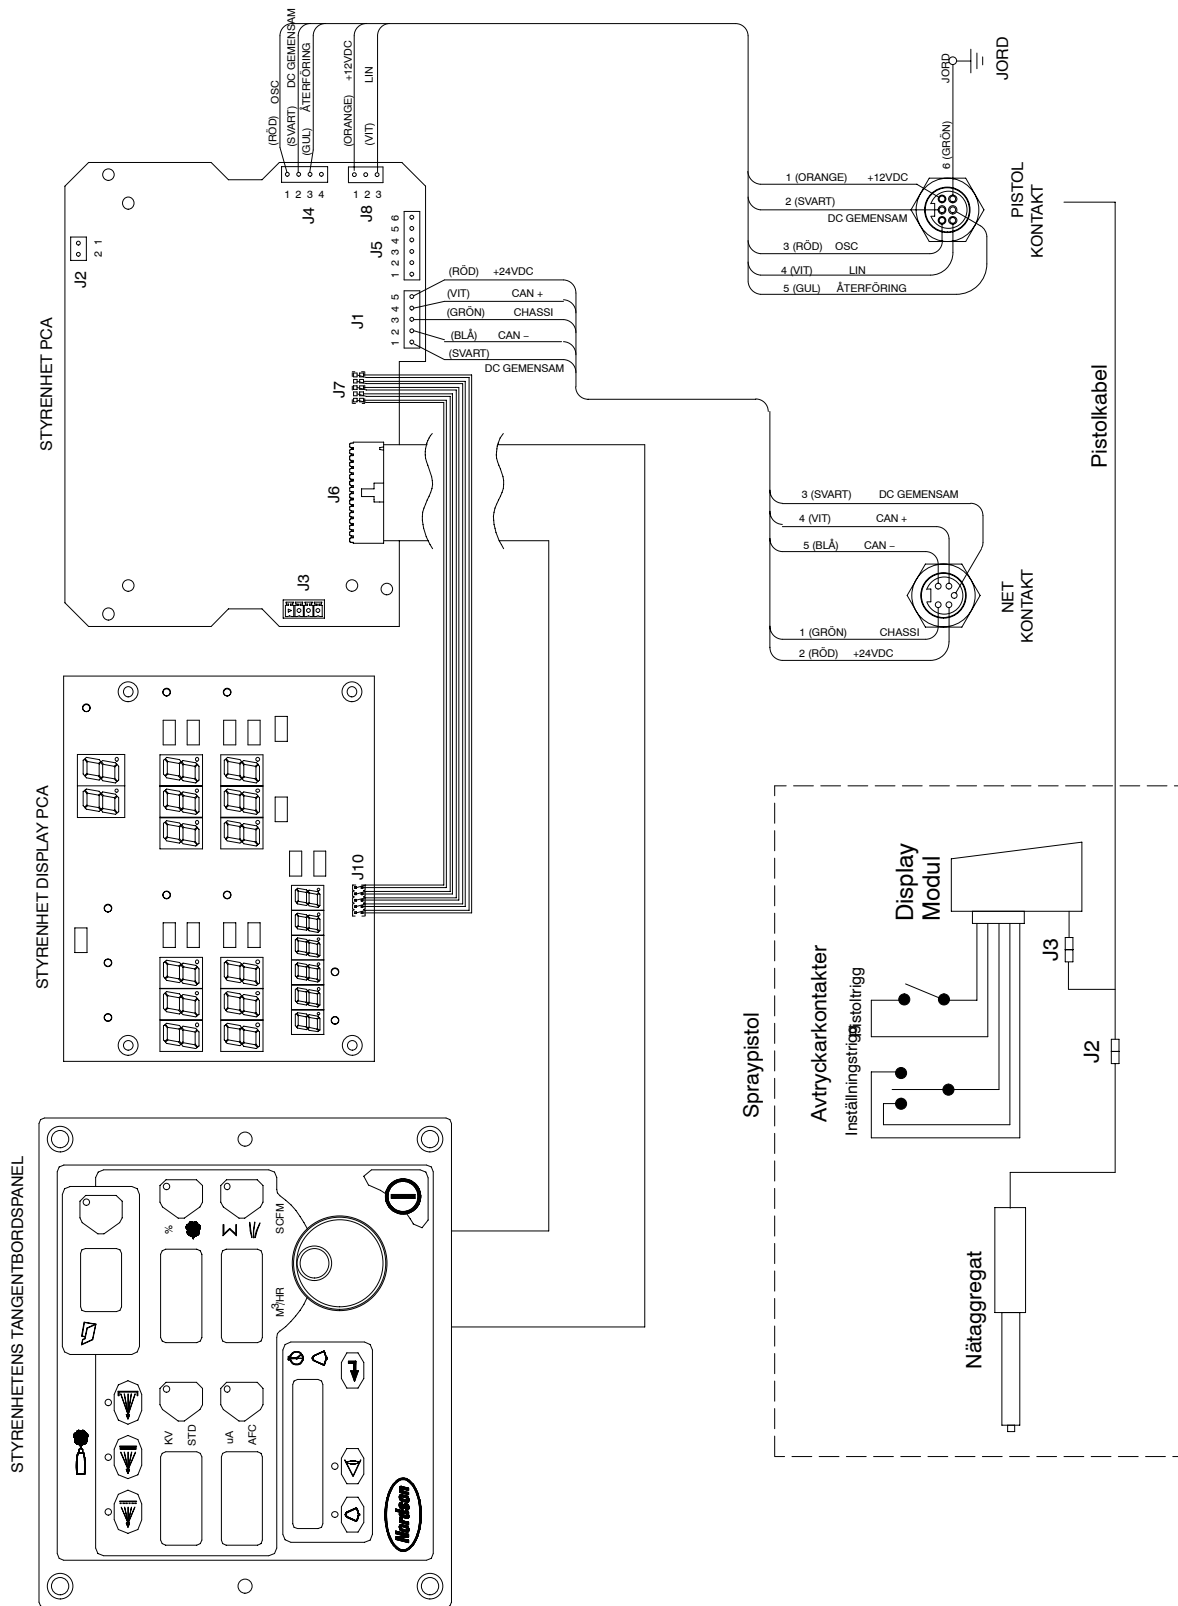 STYRENHETENS TANGENTBORDSPANEL
KV
STD
uA
AFC
%
M3/HR
SCFM
Nordson
STYRENHET DISPLAY PCA
J10
STYRENHET PCA
J2
2 1
J3
J6
J7
J4
1 2 3 4
(RÖD) OSC
(SVART) DC GEMENSAM
(GUL) ÅTERFÖRING
J8
1 2 3
(ORANGE) +12VDC
(VIT) LIN
J5
1 2 3 4 5 6
J1
1 2 3 4 5
(RÖD) +24VDC
(VIT) CAN +
(GRÖN) CHASSI
(BLÅ) CAN –
(SVART)
DC GEMENSAM
1 (ORANGE) +12VDC
2 (SVART)
DC GEMENSAM
3 (RÖD) OSC
4 (VIT) LIN
5 (GUL) ÅTERFÖRING
6 (GRÖN)
JORD
JORD
PISTOL
KONTAKT
3 (SVART) DC GEMENSAM
4 (VIT) CAN +
5 (BLÅ) CAN –
1 (GRÖN) CHASSI
2 (RÖD) +24VDC
NET
KONTAKT
Pistolkabel
Spraypistol
Avtryckarkontakter
Inställningstrigg
Pistoltrigg
Display
Modul
J3
J2
Nätaggregat